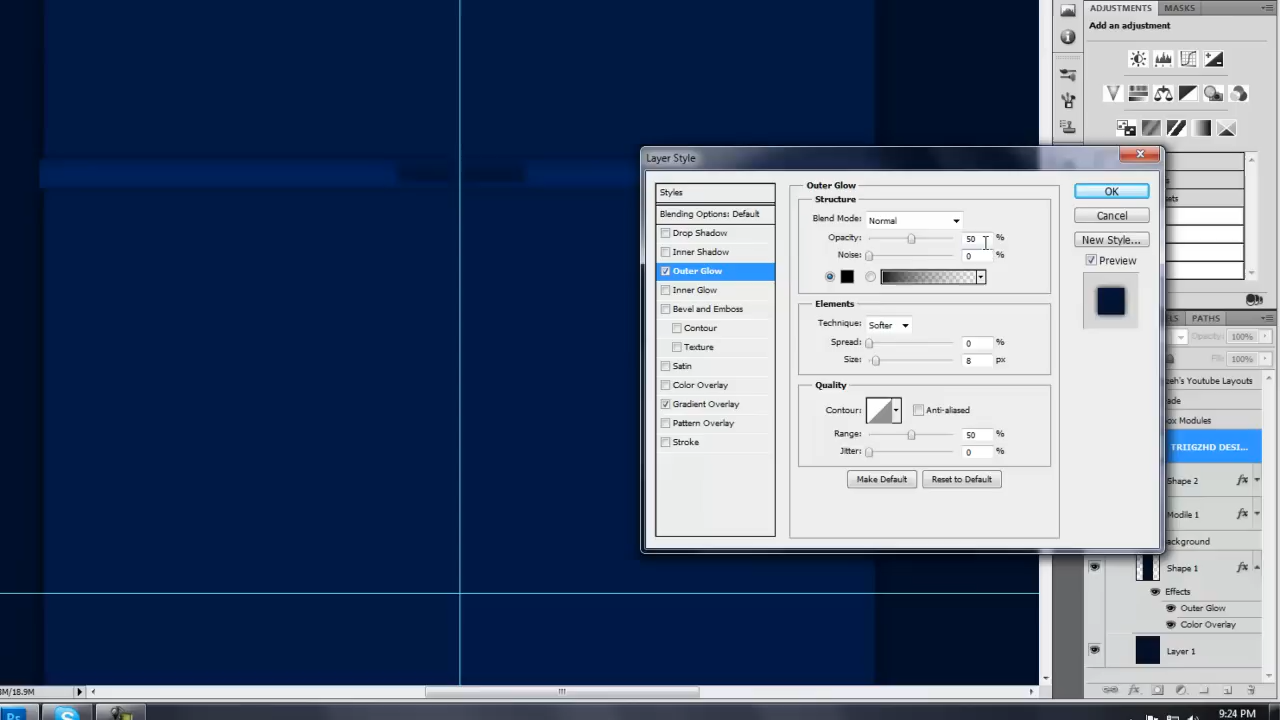 ADJUSTMENTS MASKS
Add an adjustment
Layer Style
Styles
Blending Options: Default
Drop Shadow
Inner Shadow
Outer Glow
Inner Glow
Bevel and Emboss
Contour
Texture
Satin
Color Overlay
Gradient Overlay
Pattern Overlay
Stroke
Outer Glow
Structure
Blend Mode: Normal
Opacity: 50 %
Noise: 0 %
Elements
Technique: Softer
Spread: 0 %
Size: 8 px
Quality
Contour: Anti-aliased
Range: 50 %
Jitter: 0 %
Make Default Reset to Default
OK
Cancel
New Style...
Preview
PATHS
Opacity: 100%
Fill: 100%
zeh's Youtube Layouts
ade
ox Modules
TRIIGZHD DESI...
Shape 2 fx
Modile 1 fx
ackground
Shape 1 fx
Effects
Outer Glow
Color Overlay
Layer 1
M/18.9M
Ps
9:24 PM